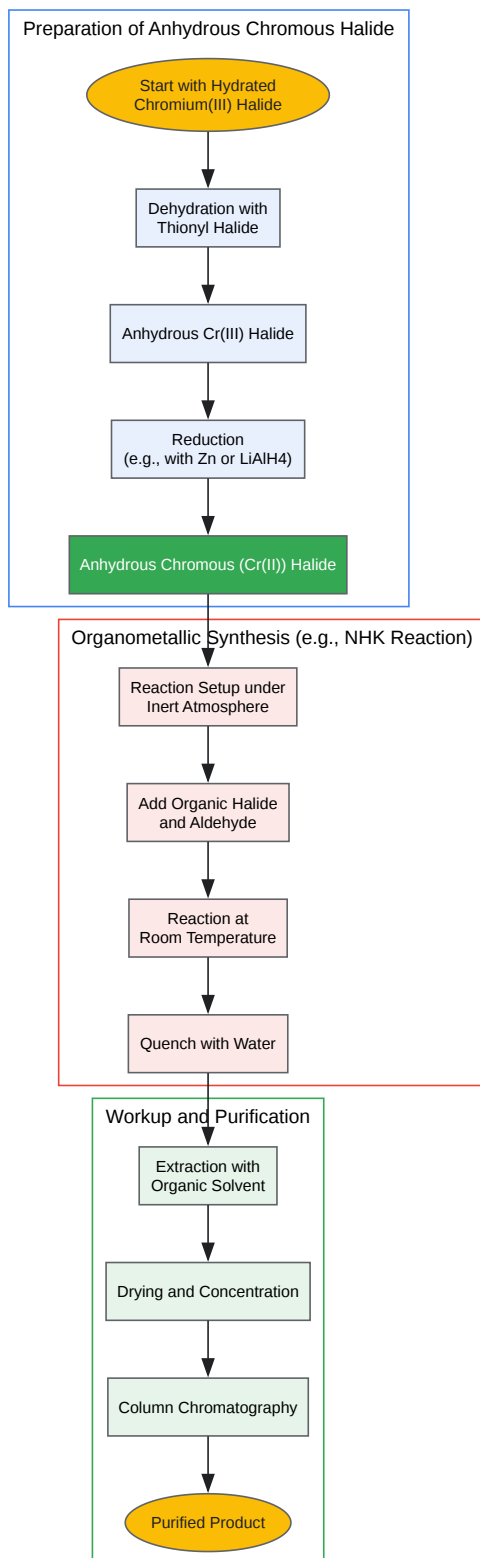 Preparation of Anhydrous Chromous Halide
Start with Hydrated
Chromium(III) Halide
Dehydration with
Thionyl Halide
Anhydrous Cr(III) Halide
Reduction
(e.g., with Zn or LiAlH4)
Anhydrous Chromous (Cr(II)) Halide
Organometallic Synthesis (e.g., NHK Reaction)
Reaction Setup under
Inert Atmosphere
Add Organic Halide
and Aldehyde
Reaction at
Room Temperature
Quench with Water
Workup and Purification
Extraction with
Organic Solvent
Drying and Concentration
Column Chromatography
Purified Product